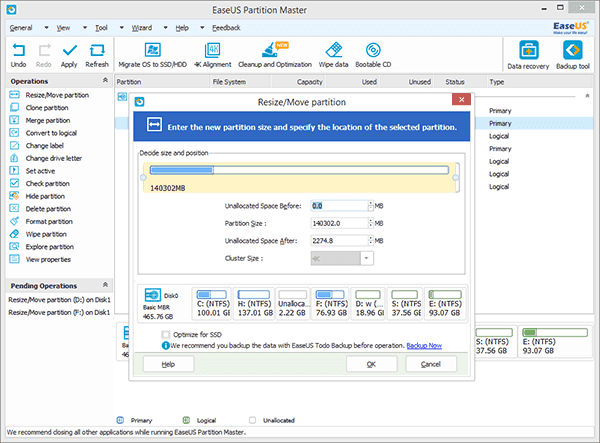 EaseUS Partition Master
General View Tool Wizard Help Feedback
EaseUS
Make your life easy!
Undo Redo Apply Refresh Migrate OS to SSD/HDD 4K Alignment Cleanup and Optimization Wipe data Bootable CD Data recovery Backup tool
NEW
Operations
Resize/Move partition
Clone partition
Merge partition
Convert to logical
Change label
Change drive letter
Set active
Check partition
Hide partition
Delete partition
Format partition
Wipe partition
Explore partition
View properties
Pending Operations
Resize/Move partition (D:) on Disk1
Resize/Move partition (F:) on Disk1
Partition File System Capacity Used Unused Status Type
Primary
Primary
Logical
Primary
Logical
Logical
Logical
Resize/Move partition
Enter the new partition size and specify the location of the selected partition.
Decide size and position
140302MB
Unallocated Space Before: 0.0 MB
Partition Size : 140302.0 MB
Unallocated Space After: 2274.8 MB
Cluster Size : 4K
Disk0
Basic MBR
465.76 GB
C: (NTFS) H: (NTFS) Unalloca F: (NTFS) D: w ( S: (NTFS) E: (NTFS)
100.01 GB 137.01 GB 2.22 GB 76.93 GB 18.96 G 37.56 GB 93.07 GB
Optimize for SSD
We recommend you backup the data with EaseUS Todo Backup before operation. Backup Now
Help OK Cancel
S: (NTFS) E: (NTFS)
37.56 GB 93.07 GB
Primary Logical Unallocated
We recommend closing all other applications while running EaseUS Partition Master.